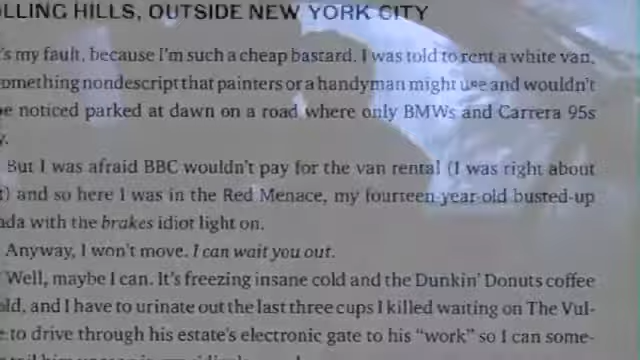 OLLING HILLS, OUTSIDE NEW YORK CITY
's my fault, because I'm such a cheap bastard. I was told to rent a white van,
omething nondescript that painters or a handyman might use and wouldn't
e noticed parked at dawn on a road where only BMWs and Carrera 95s
y.
But I was afraid BBC wouldn't pay for the van rental (I was right about
t) and so here I was in the Red Menace, my fourteen-year-old busted-up
nda with the brakes idiot light on.
Anyway, I won't move. I can wait you out.
Well, maybe I can. It's freezing insane cold and the Dunkin' Donuts coffee
old, and I have to urinate out the last three cups I killed waiting on The Vul-
e to drive through his estate's electronic gate to his "work" so I can some-